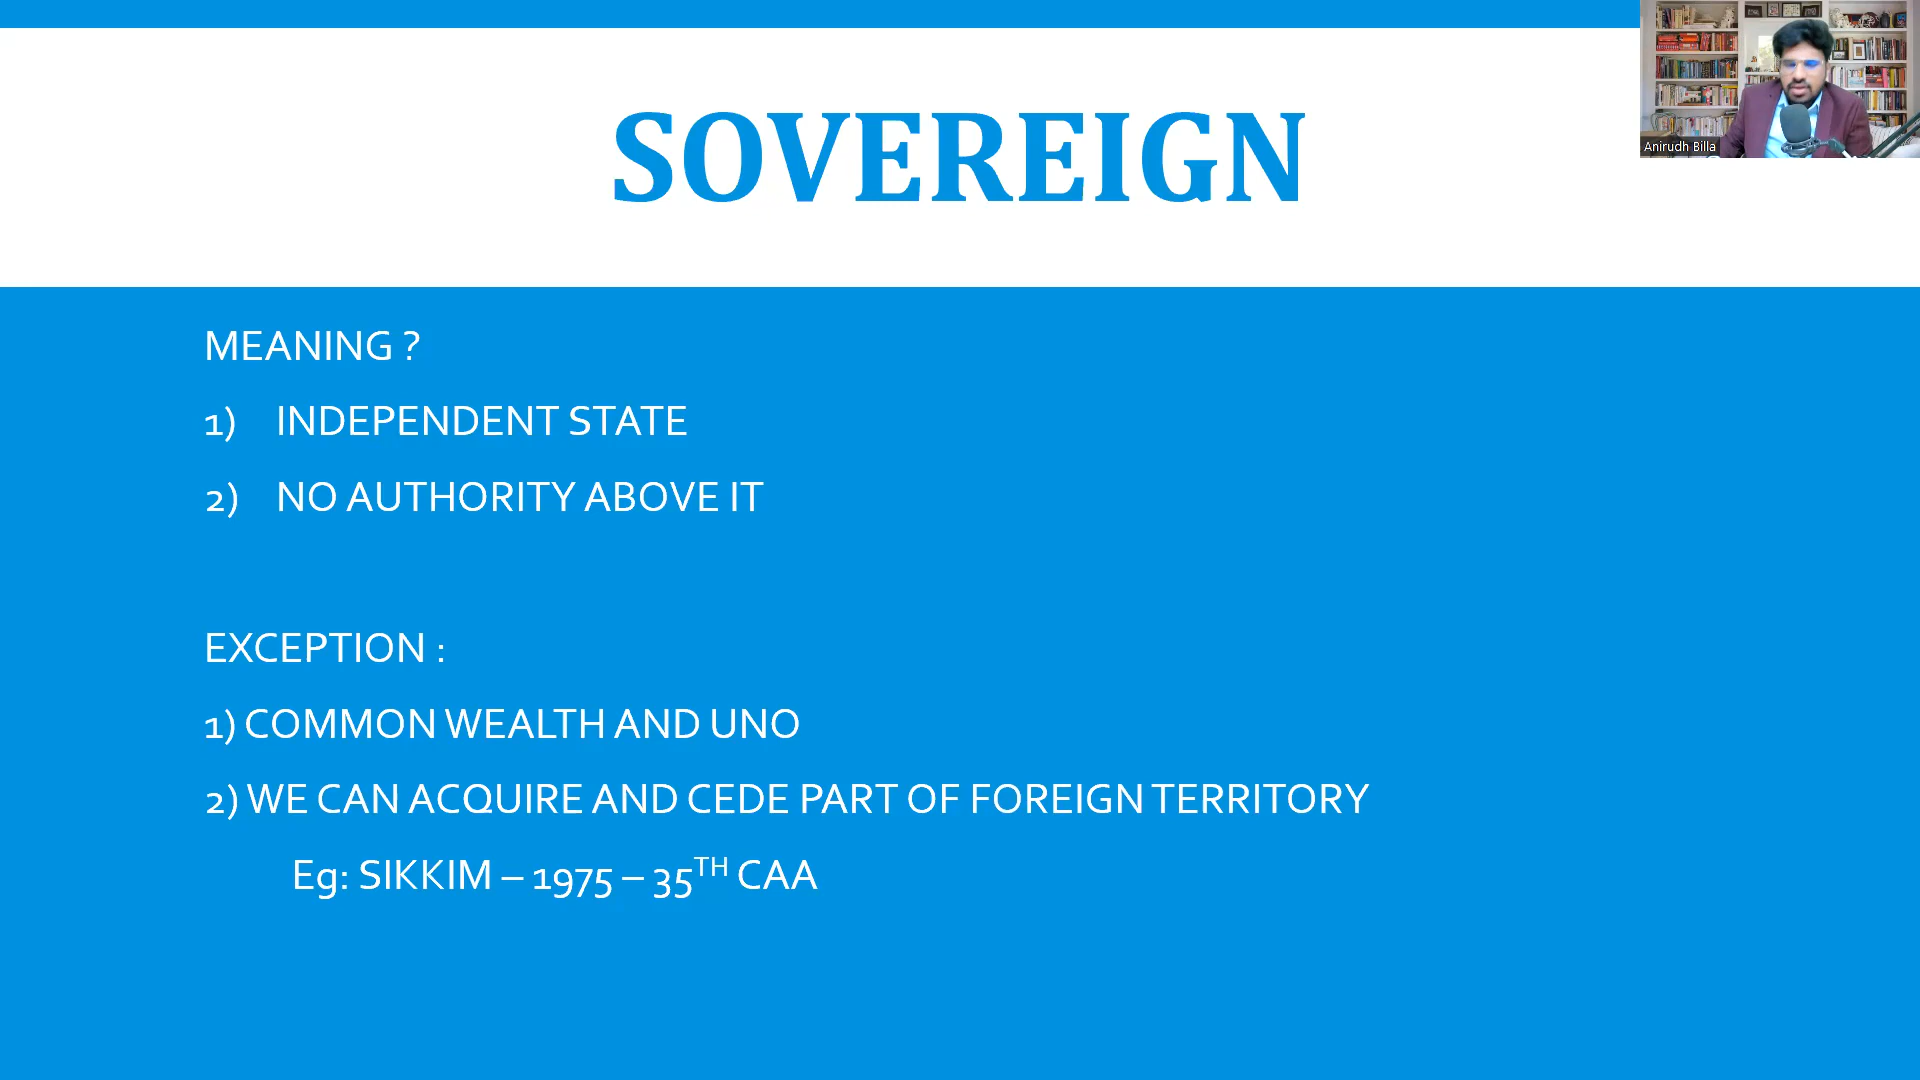 SOVEREIGN
Anirudh Billa
MEANING ?
1) INDEPENDENT STATE
2) NO AUTHORITY ABOVE IT
EXCEPTION :
1) COMMON WEALTH AND UNO
2) WE CAN ACQUIRE AND CEDE PART OF FOREIGN TERRITORY
Eg: SIKKIM – 1975 – 35TH CAA